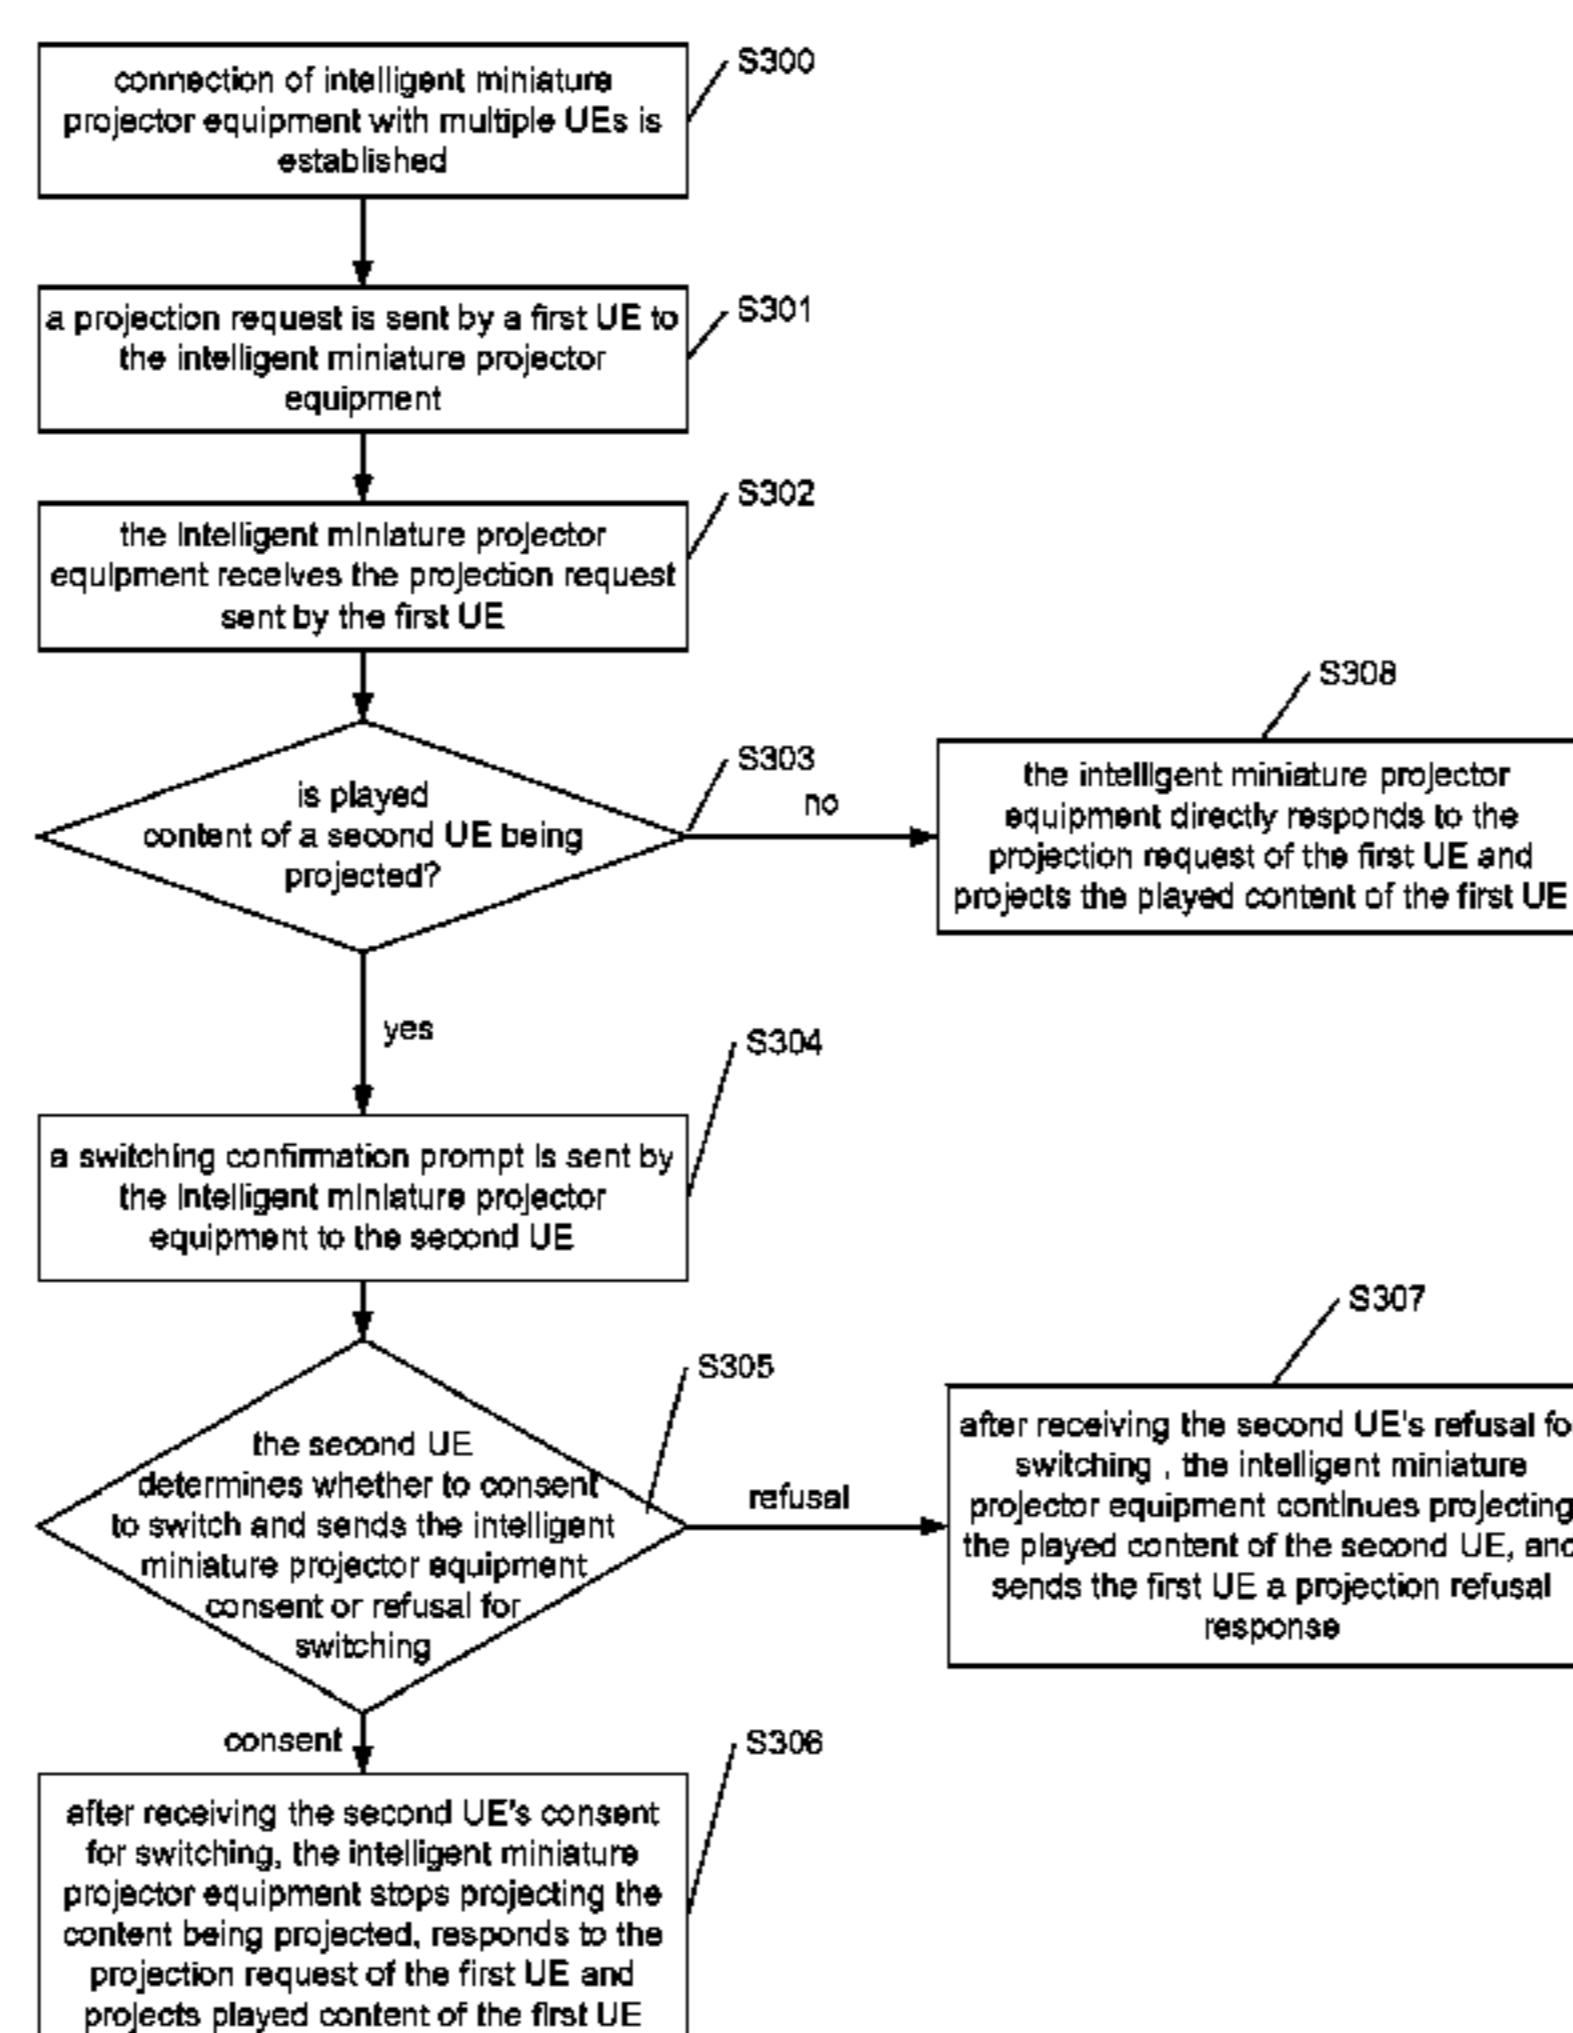 connection of intelligent miniature
projector equipment with multiple UEs is
established
S300
a projection request is sent by a first UE to
the intelligent miniature projector
equipment
S301
the intelligent miniature projector
equipment receives the projection request
sent by the first UE
S302
is played
content of a second UE being
projected?
S303
no
S308
the intelligent miniature projector
equipment directly responds to the
projection request of the first UE and
projects the played content of the first UE
yes
S304
a switching confirmation prompt is sent by
the intelligent miniature projector
equipment to the second UE
S305
the second UE
determines whether to consent
to switch and sends the intelligent
miniature projector equipment
consent or refusal for
switching
refusal
S307
after receiving the second UE's refusal fo
switching , the intelligent miniature
projector equipment continues projecting
the played content of the second UE, and
sends the first UE a projection refusal
response
consent
S306
after receiving the second UE's consent
for switching, the intelligent miniature
projector equipment stops projecting the
content being projected, responds to the
projection request of the first UE and
projects played content of the first UE